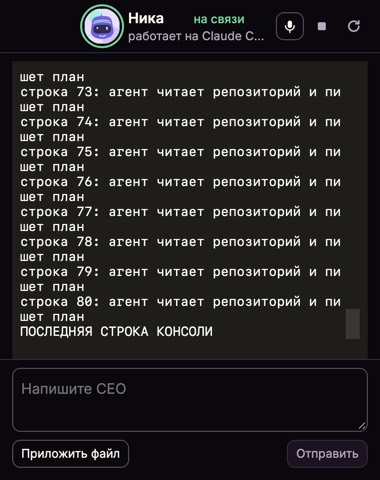 Ника
на связи
работает на Claude C...
шет план
строка 73: агент читает репозиторий и пи
шет план
строка 74: агент читает репозиторий и пи
шет план
строка 75: агент читает репозиторий и пи
шет план
строка 76: агент читает репозиторий и пи
шет план
строка 77: агент читает репозиторий и пи
шет план
строка 78: агент читает репозиторий и пи
шет план
строка 79: агент читает репозиторий и пи
шет план
строка 80: агент читает репозиторий и пи
шет план
ПОСЛЕДНЯЯ СТРОКА КОНСОЛИ
Напишите CEO
Приложить файл
Отправить